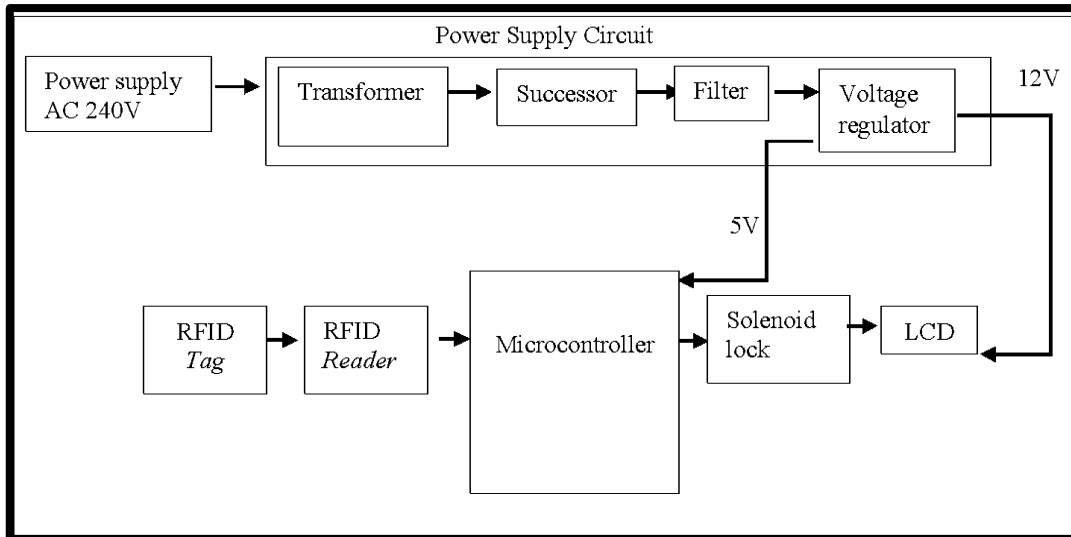 Power Supply Circuit
Power supply
AC 240V
Transformer
Successor
Filter
Voltage
regulator
12V
5V
RFID
Tag
RFID
Reader
Microcontroller
Solenoid
lock
LCD